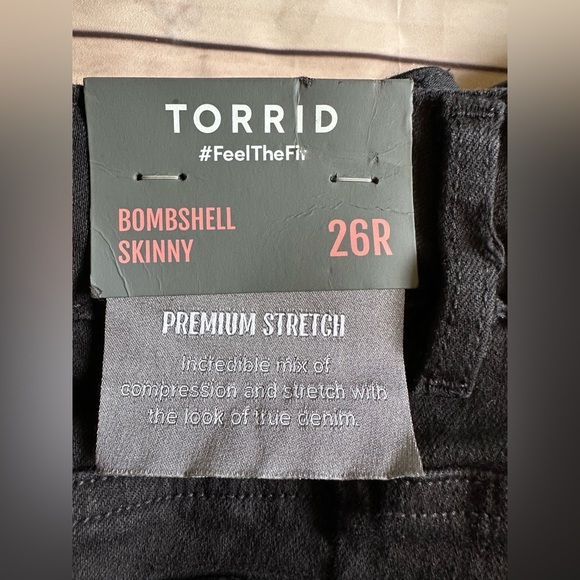 TORRID
#FeelTheFit
BOMBSHELL
SKINNY
26R
PREMIUM STRETCH
Incredible mix of
compression and stretch with
the look of true denim.